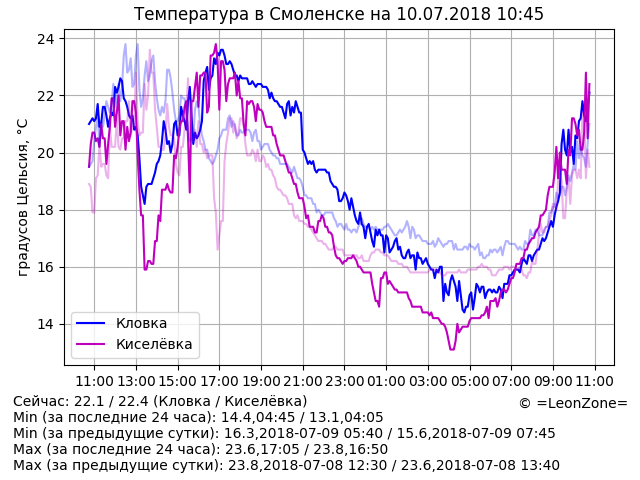 Температура в Смоленске на 10.07.2018 10:45
градусов Цельсия, °C
24
22
20
18
16
14
Кловка
Киселёвка
11:00 13:00 15:00 17:00 19:00 21:00 23:00 01:00 03:00 05:00 07:00 09:00 11:00
Сейчас: 22.1 / 22.4 (Кловка / Киселёвка)
© =LeonZone=
Min (за последние 24 часа): 14.4,04:45 / 13.1,04:05
Min (за предыдущие сутки): 16.3,2018-07-09 05:40 / 15.6,2018-07-09 07:45
Max (за последние 24 часа): 23.6,17:05 / 23.8,16:50
Max (за предыдущие сутки): 23.8,2018-07-08 12:30 / 23.6,2018-07-08 13:40